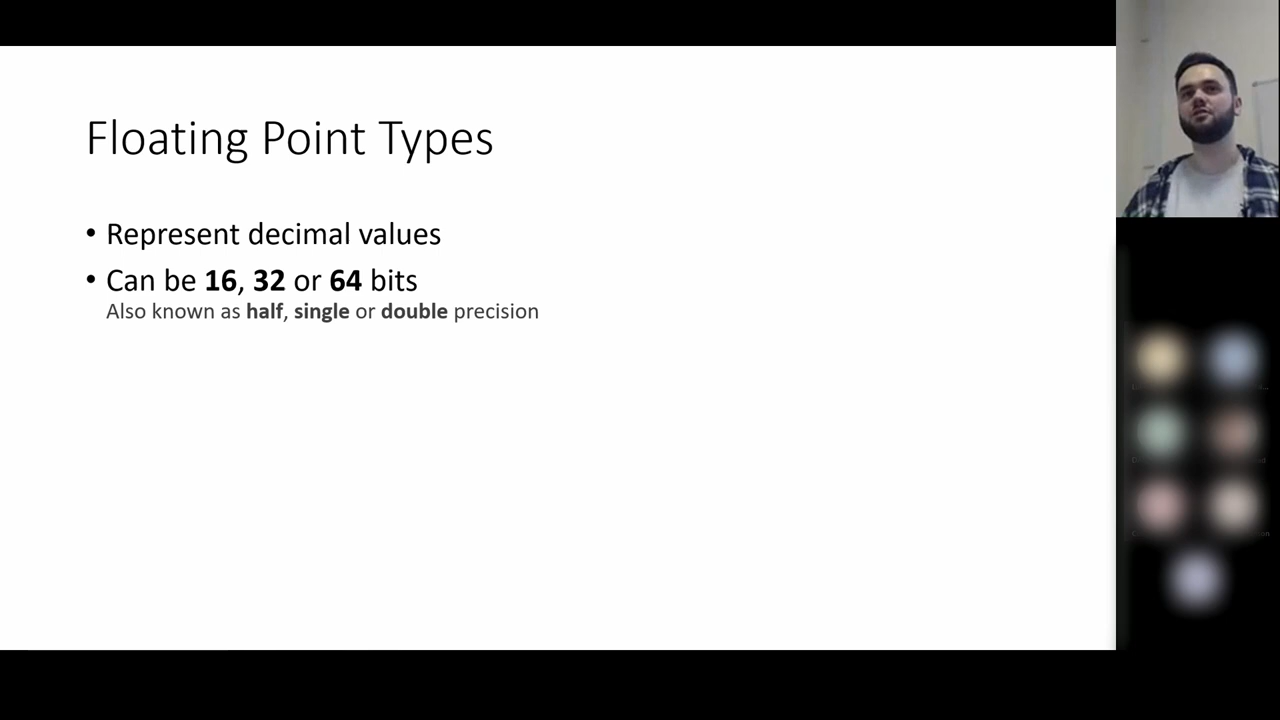 Floating Point Types
• Represent decimal values
• Can be 16, 32 or 64 bits
Also known as half, single or double precision